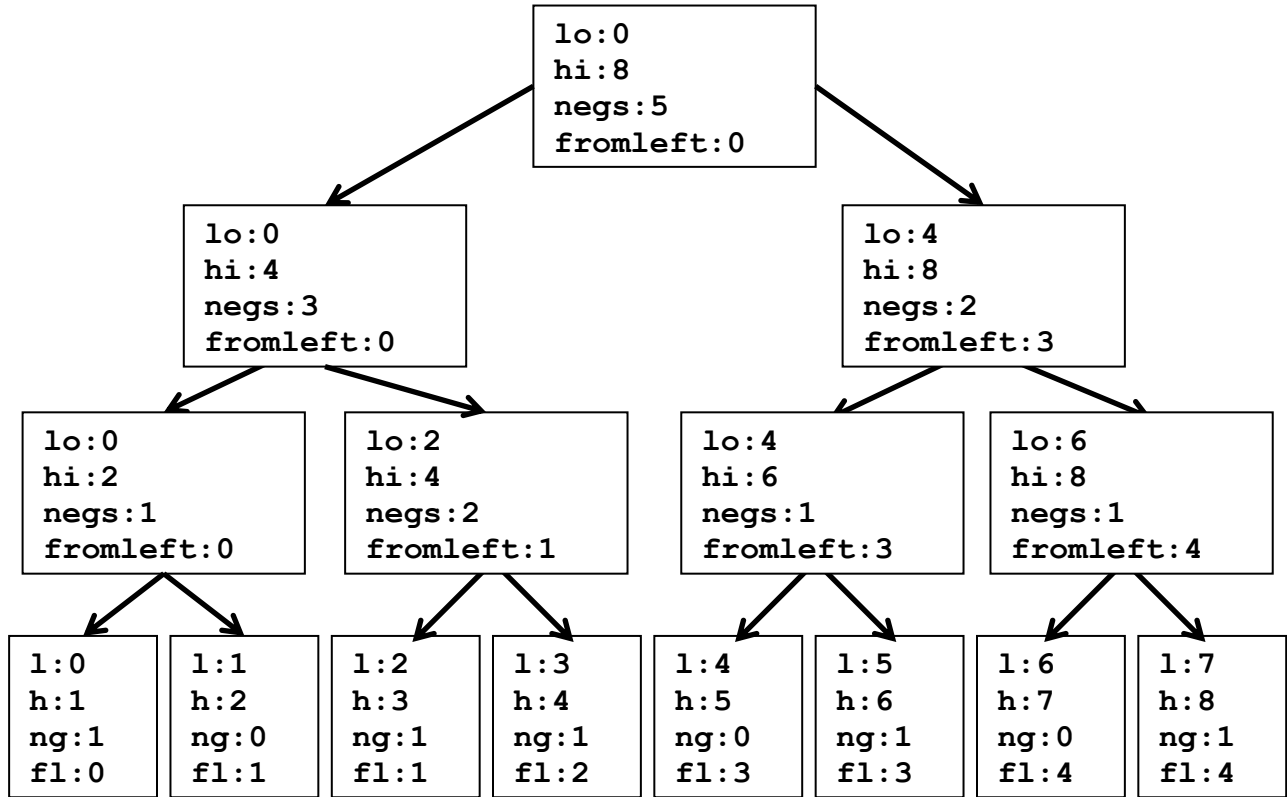 lo:0
hi:8
negs:5
fromleft:0
lo:0
hi:4
negs:3
fromleft:0
lo:4
hi:8
negs:2
fromleft:3
lo:0
hi:2
negs:1
fromleft:0
lo:2
hi:4
negs:2
fromleft:1
lo:4
hi:6
negs:1
fromleft:3
lo:6
hi:8
negs:1
fromleft:4
l:0
h:1
ng:1
fl:0
l:1
h:2
ng:0
fl:1
l:2
h:3
ng:1
fl:1
l:3
h:4
ng:1
fl:2
l:4
h:5
ng:0
fl:3
l:5
h:6
ng:1
fl:3
l:6
h:7
ng:0
fl:4
l:7
h:8
ng:1
fl:4